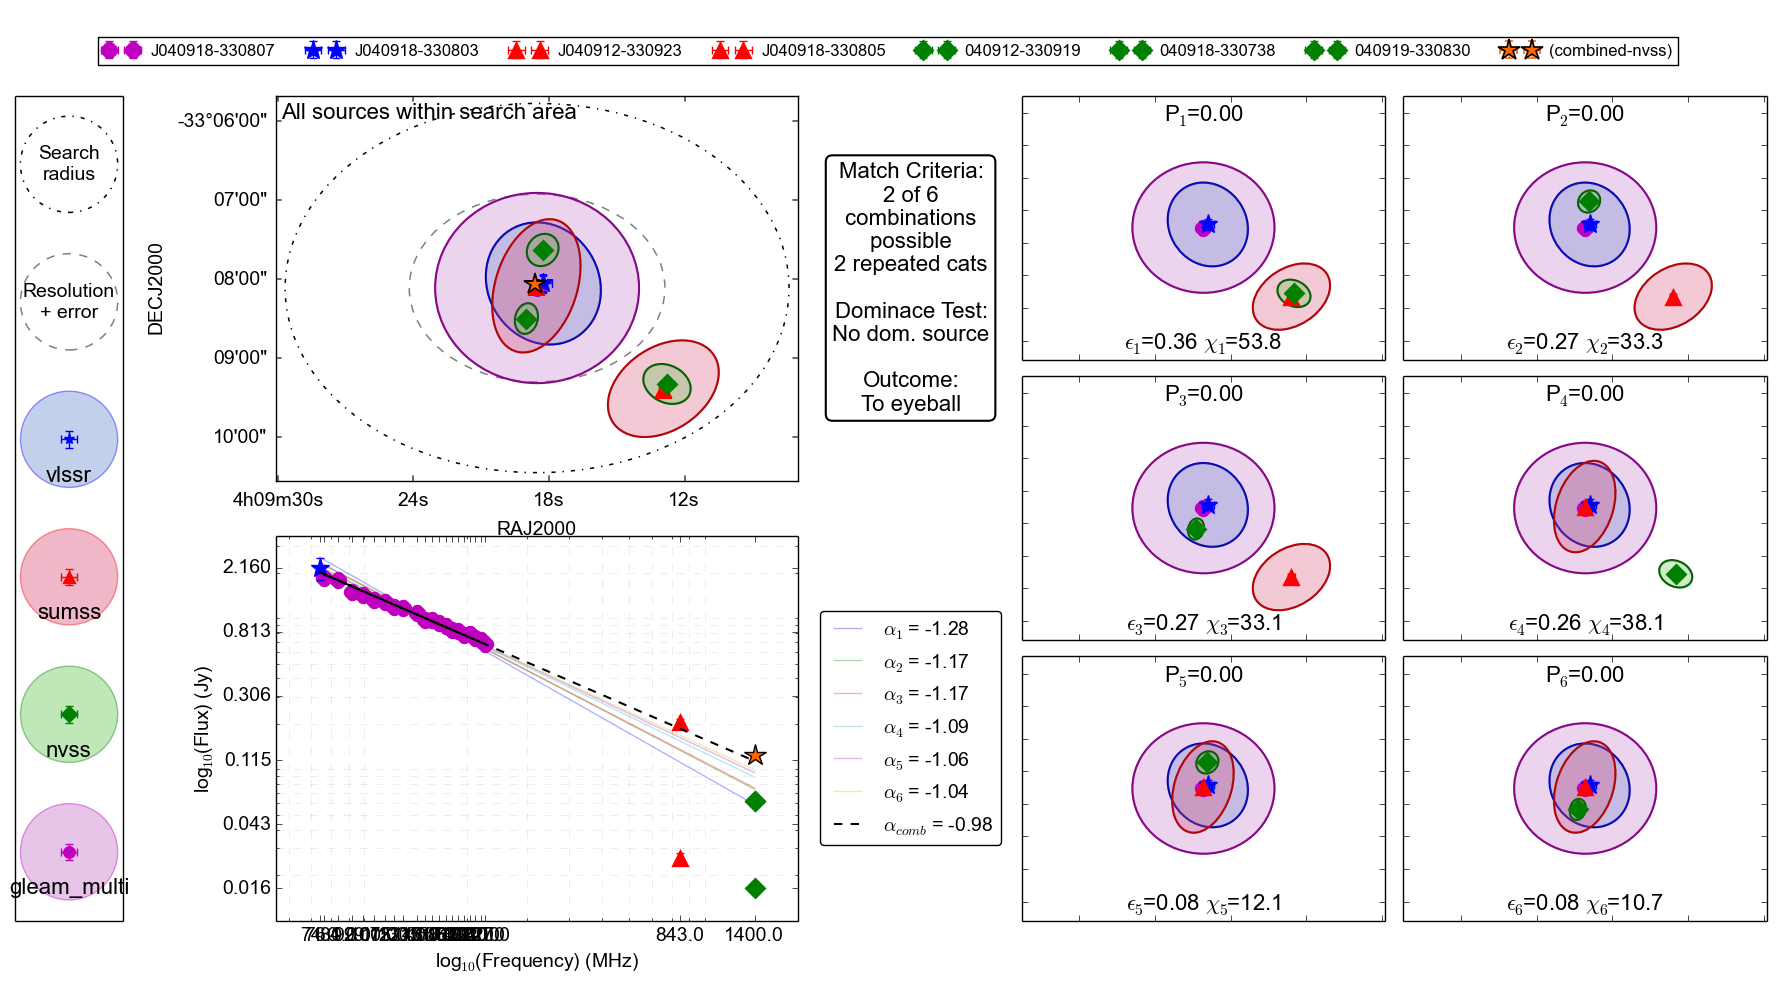 J040918-330807 J040918-330803 J040912-330923 J040918-330805 040912-330919 040918-330738 040919-330830 (combined-nvss)
Search
radius
Resolution
+ error
vlssr
sumss
nvss
gleam_multi
All sources within search area
DECJ2000
-33°06'00"
07'00"
08'00"
09'00"
10'00"
4h09m30s 24s 18s 12s
RAJ2000
Match Criteria:
2 of 6
combinations
possible
2 repeated cats
Dominace Test:
No dom. source
Outcome:
To eyeball
log₁₀(Flux) (Jy)
2.160
0.813
0.306
0.115
0.043
0.016
843.0 1400.0
log₁₀(Frequency) (MHz)
α₁ = -1.28
α₂ = -1.17
α₃ = -1.17
α₄ = -1.09
α₅ = -1.06
α₆ = -1.04
α_comb = -0.98
P₁=0.00
ϵ₁=0.36 χ₁=53.8
P₂=0.00
ϵ₂=0.27 χ₂=33.3
P₃=0.00
ϵ₃=0.27 χ₃=33.1
P₄=0.00
ϵ₄=0.26 χ₄=38.1
P₅=0.00
ϵ₅=0.08 χ₅=12.1
P₆=0.00
ϵ₆=0.08 χ₆=10.7